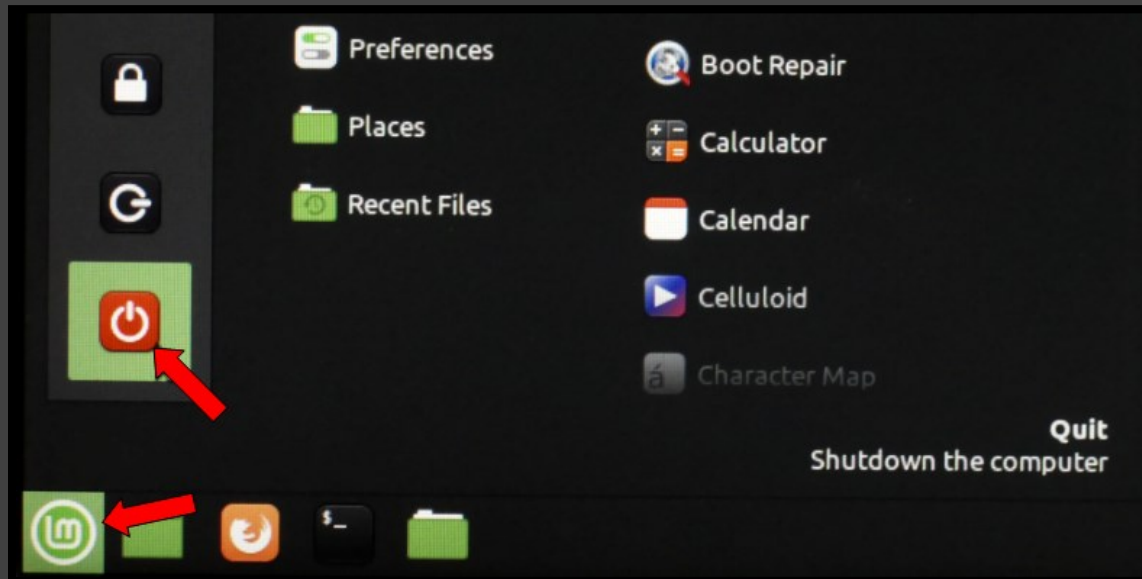 Preferences
Places
Recent Files
Boot Repair
Calculator
Calendar
Celluloid
Character Map
Quit
Shutdown the computer
$_